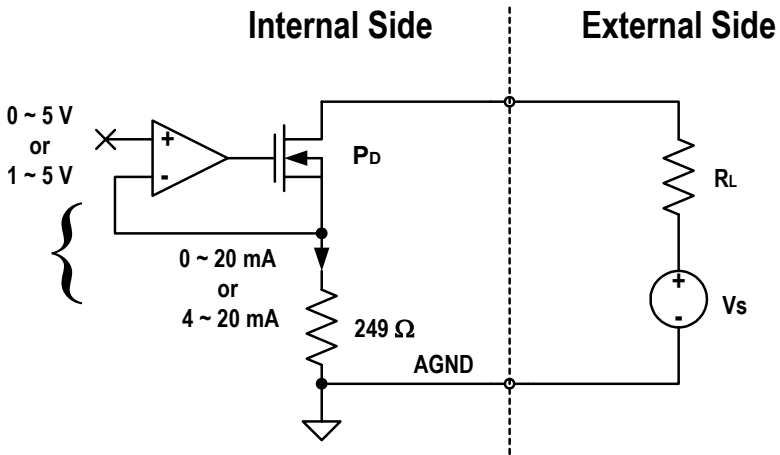 Internal Side
External Side
0 ~ 5 V
or
1 ~ 5 V
+
-
PD
0 ~ 20 mA
or
4 ~ 20 mA
249 Ω
AGND
RL
+
-
Vs